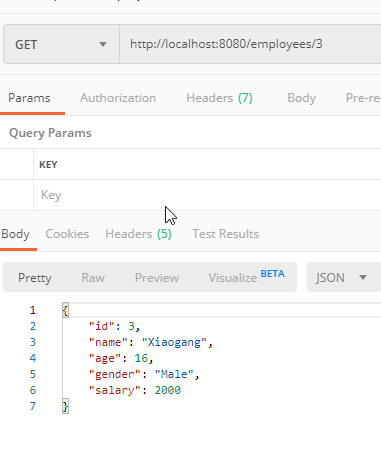 GET http://localhost:8080/employees/3
Params Authorization Headers (7) Body Pre-re
Query Params
KEY
Key
Body Cookies Headers (5) Test Results
Pretty Raw Preview Visualize BETA JSON
1 {
2 "id": 3,
3 "name": "Xiaogang",
4 "age": 16,
5 "gender": "Male",
6 "salary": 2000
7 }